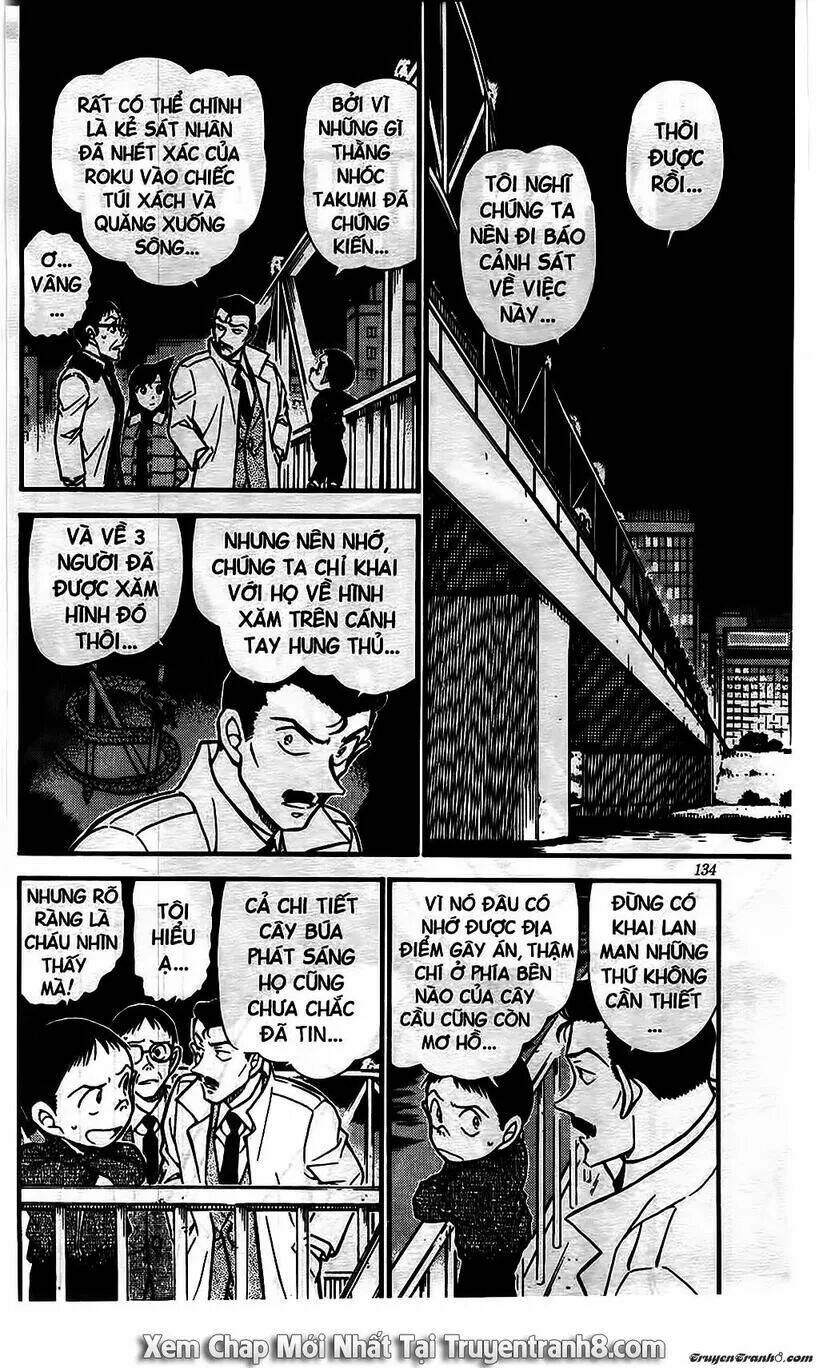 THÔI
ĐƯỢC
RỒI...
TÔI NGHĨ
CHÚNG TA
NÊN ĐI BÁO
CẢNH SÁT
VỀ VIỆC
NÀY...
BỞI VÌ
NHỮNG GÌ
THẰNG
NHÓC
TAKUMI ĐÃ
CHỨNG
KIẾN...
RẤT CÓ THỂ CHÍNH
LÀ KẺ SÁT NHÂN
ĐÃ NHÉT XÁC CỦA
ROKU VÀO CHIẾC
TÚI XÁCH VÀ
QUĂNG XUỐNG
SÔNG...
Ơ...
VÂNG
...
NHƯNG NÊN NHỚ,
CHÚNG TA CHỈ KHAI
VỚI HỌ VỀ HÌNH
XĂM TRÊN CÁNH
TAY HUNG THỦ...
VÀ VỀ 3
NGƯỜI ĐÃ
ĐƯỢC XĂM
HÌNH ĐÓ
THÔI...
134
ĐỪNG CÓ
KHAI LAN
MAN NHỮNG
THỨ KHÔNG
CẦN THIẾT
...
VÌ NÓ ĐÂU CÓ
NHỚ ĐƯỢC ĐỊA
ĐIỂM GÂY ÁN, THẬM
CHÍ Ở PHÍA BÊN
NÀO CỦA CÂY
CẦU CŨNG CÒN
MƠ HỒ...
CẢ CHI TIẾT
CÂY BÚA
PHÁT SÁNG
HỌ CŨNG
CHƯA CHẮC
ĐÃ TIN...
TÔI
HIỂU
Ạ...
NHƯNG RÕ
RÀNG LÀ
CHÁU NHÌN
THẤY
MÀ!
Xem Chap Mới Nhất Tại Truyentranh8.com
TruyenTranh8.com